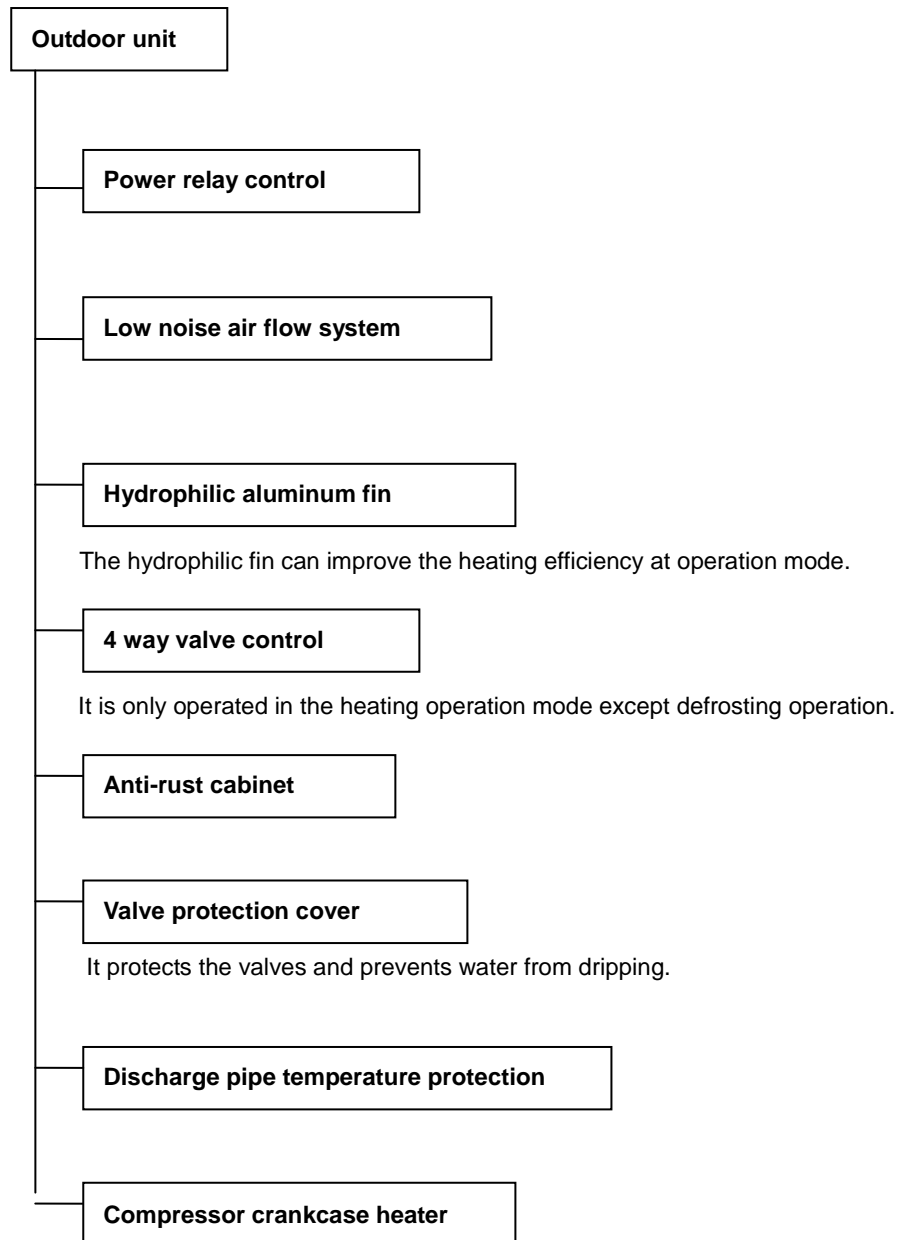 Outdoor unit
Power relay control
Low noise air flow system
Hydrophilic aluminum fin
The hydrophilic fin can improve the heating efficiency at operation mode.
4 way valve control
It is only operated in the heating operation mode except defrosting operation.
Anti-rust cabinet
Valve protection cover
It protects the valves and prevents water from dripping.
Discharge pipe temperature protection
Compressor crankcase heater